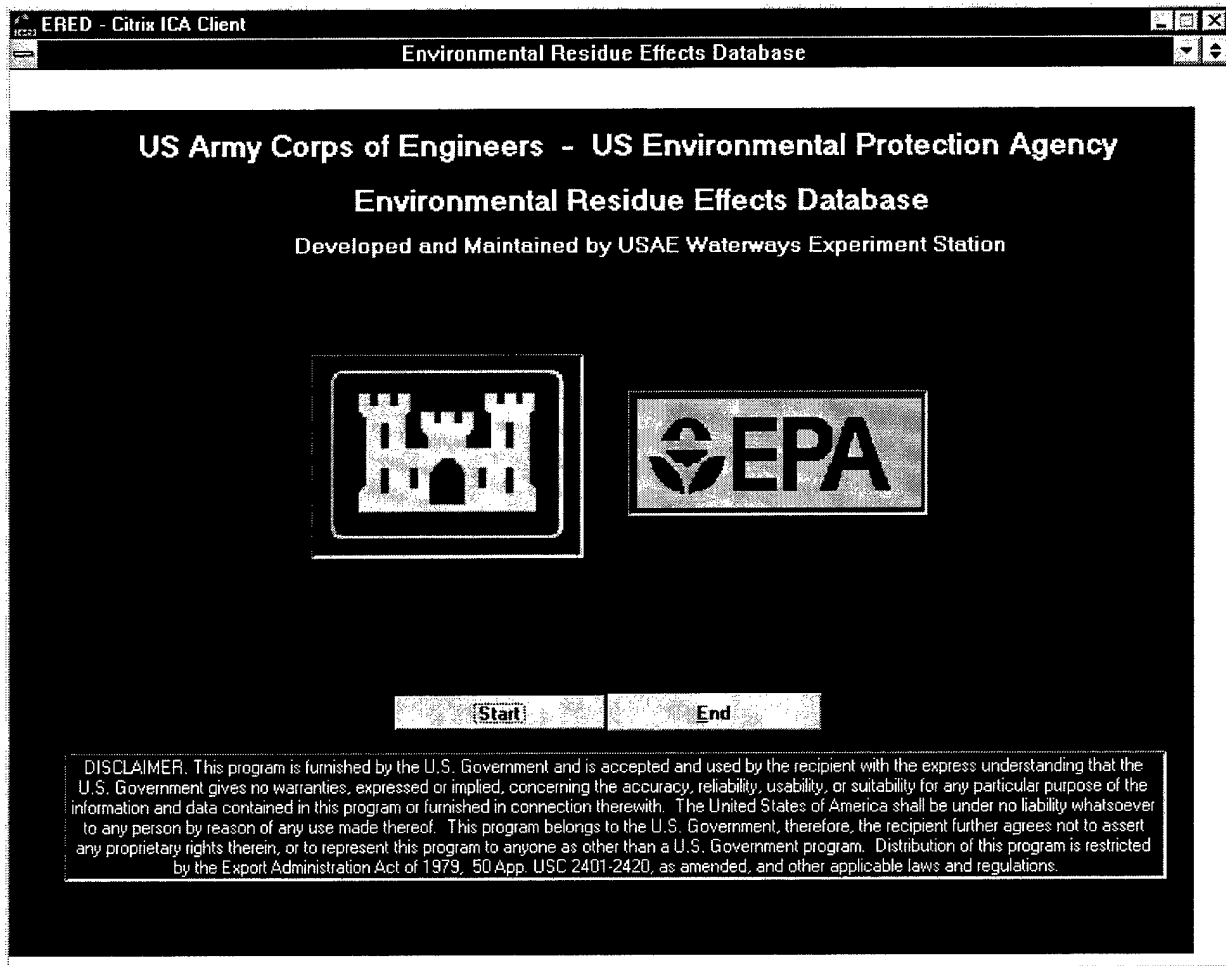 ERED - Citrix ICA Client
Environmental Residue Effects Database
US Army Corps of Engineers - US Environmental Protection Agency
Environmental Residue Effects Database
Developed and Maintained by USAE Waterways Experiment Station
EPA
Start End
DISCLAIMER. This program is furnished by the U.S. Government and is accepted and used by the recipient with the express understanding that the
U.S. Government gives no warranties, expressed or implied, concerning the accuracy, reliability, usability, or suitability for any particular purpose of the
information and data contained in this program or furnished in connection therewith. The United States of America shall be under no liability whatsoever
to any person by reason of any use made thereof. This program belongs to the U.S. Government, therefore, the recipient further agrees not to assert
any proprietary rights therein, or to represent this program to anyone as other than a U.S. Government program. Distribution of this program is restricted
by the Export Administration Act of 1979, 50 App. USC 2401-2420, as amended, and other applicable laws and regulations.